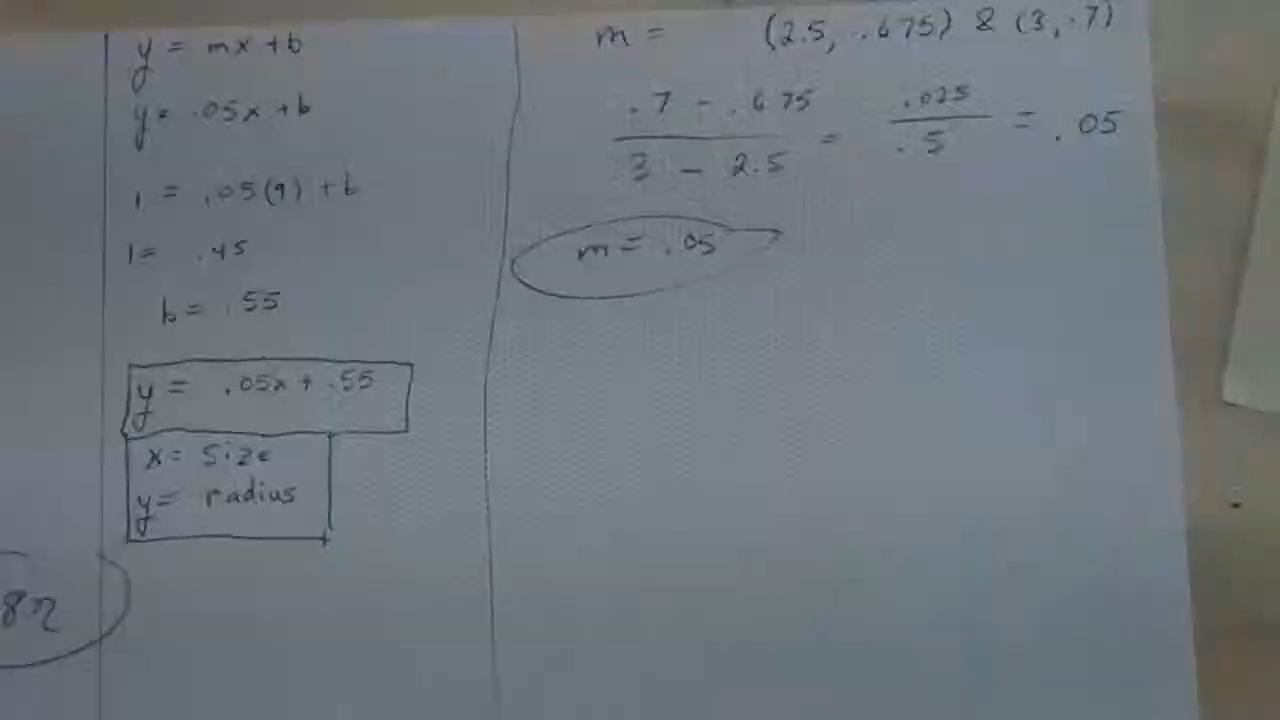 y = mx + b
y = .05x + b
1 = .05(9) + b
1 = .45
b = .55
y = .05x + .55
x = size
y = radius
m = (2.5, .675) & (3, .7)
.7 - .675
3 - 2.5
=
.025
.5
= .05
m = .05